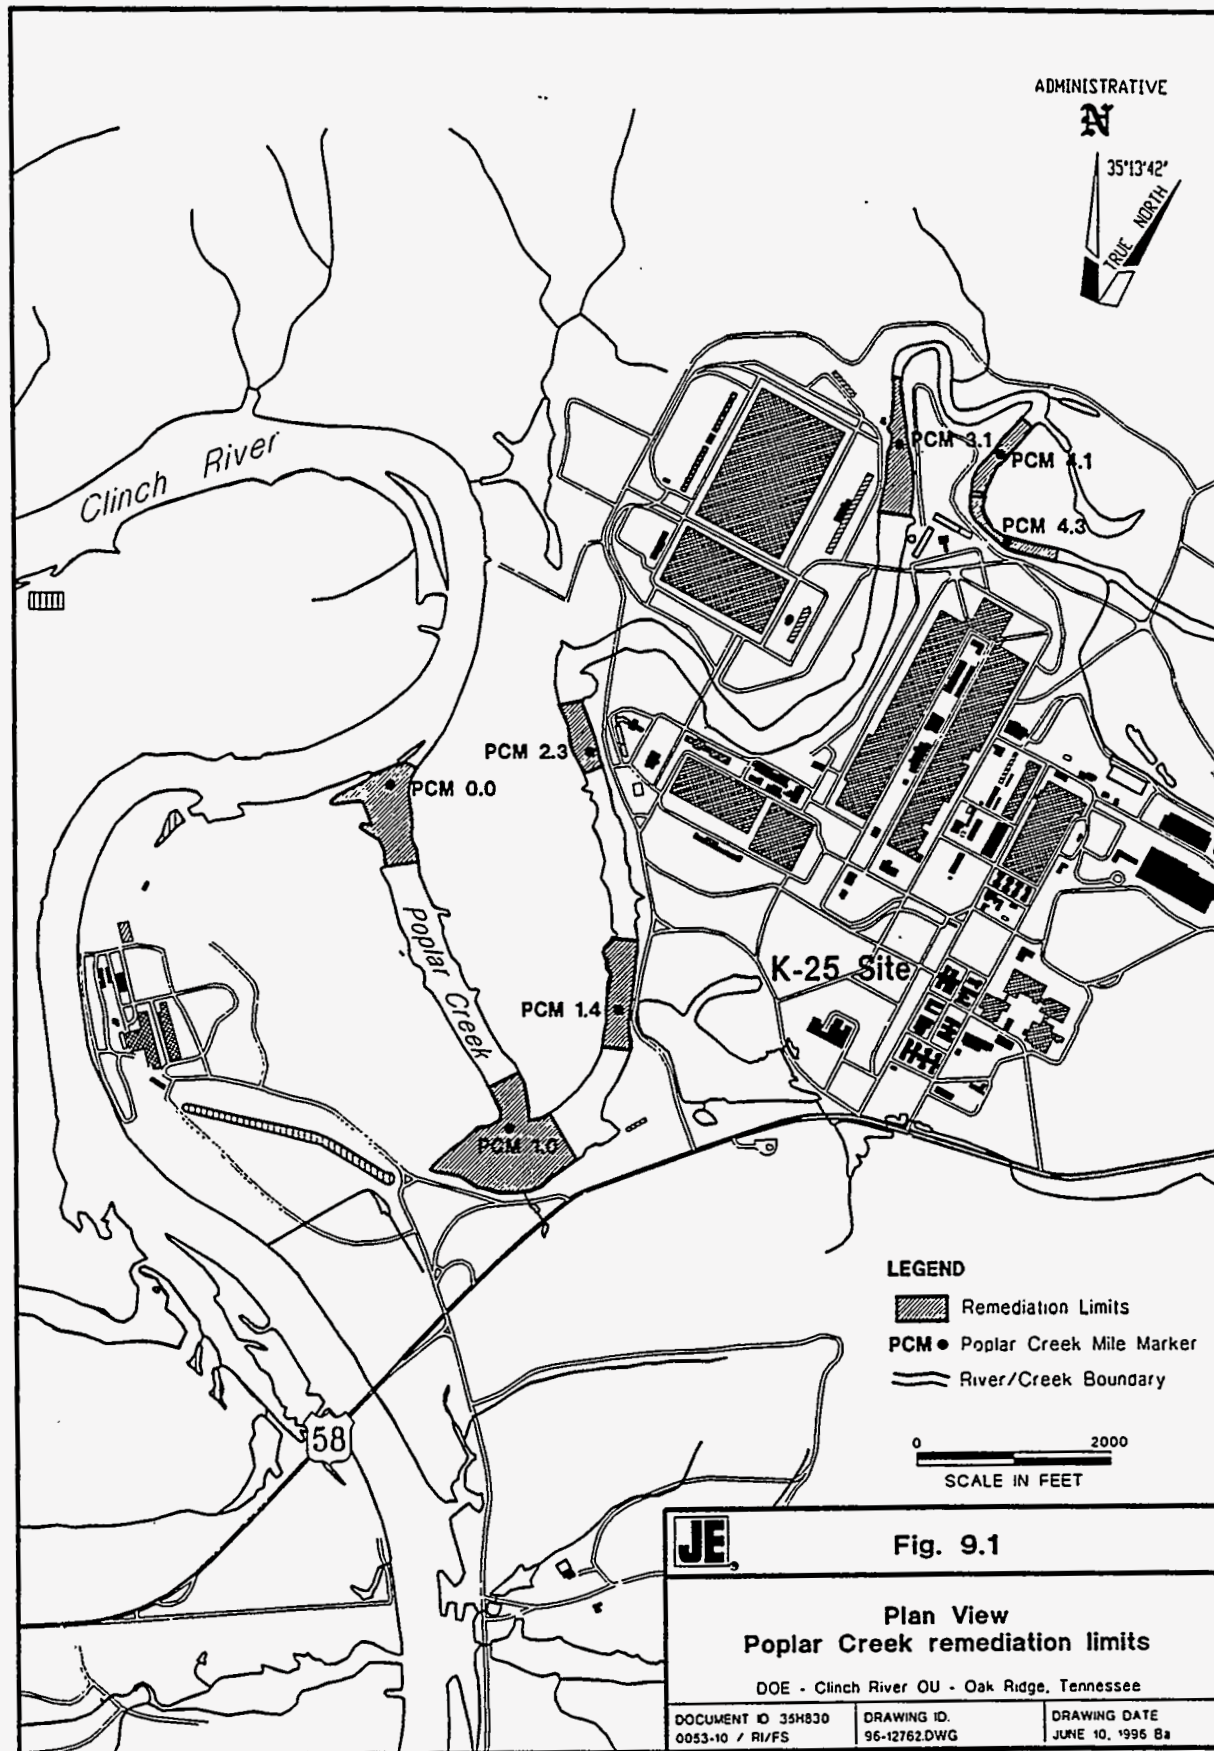 ADMINISTRATIVE
N
35°13'42"
TRUE NORTH
Clinch River
PCM 3.1
PCM 4.1
PCM 4.3
PCM 2.3
PCM 0.0
Poplar Creek
K-25 Site
PCM 1.4
PCM 1.0
LEGEND
Remediation Limits
PCM ● Poplar Creek Mile Marker
River/Creek Boundary
0 2000
SCALE IN FEET
58
JE
Fig. 9.1
Plan View
Poplar Creek remediation limits
DOE - Clinch River OU - Oak Ridge, Tennessee
DOCUMENT ID 35H830
0053-10 / RI/FS
DRAWING ID.
96-12762.DWG
DRAWING DATE
JUNE 10,